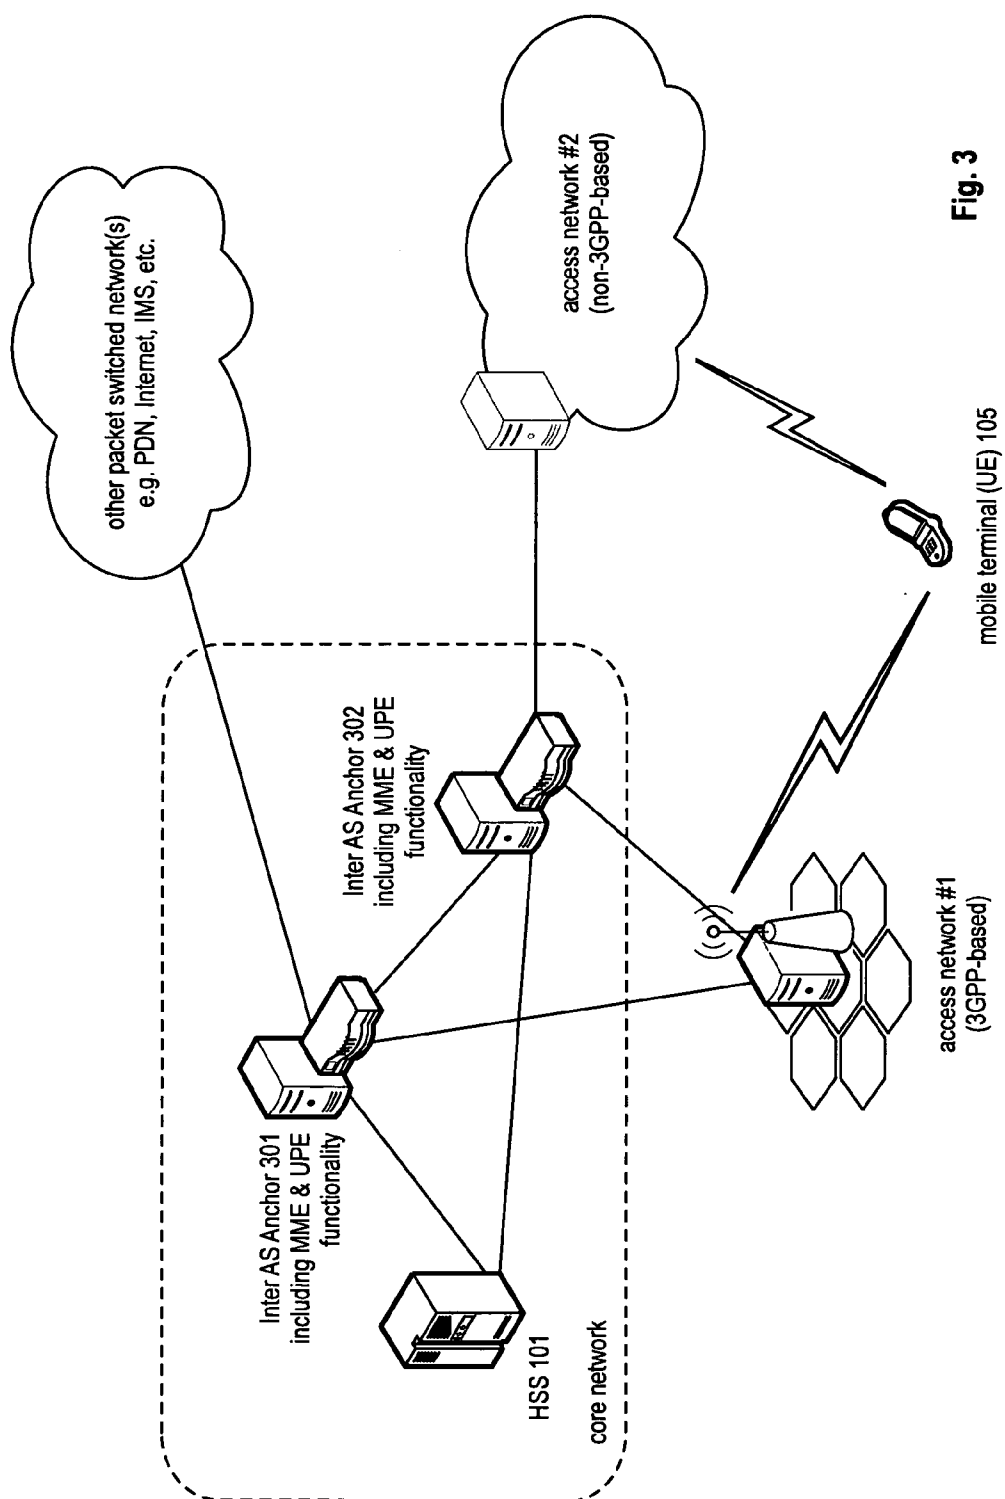 other packet switched network(s)
e.g. PDN, Internet, IMS, etc.
access network #2
(non-3GPP-based)
Inter AS Anchor 301
including MME & UPE
functionality
Inter AS Anchor 302
including MME & UPE
functionality
HSS 101
core network
access network #1
(3GPP-based)
mobile terminal (UE) 105
Fig. 3